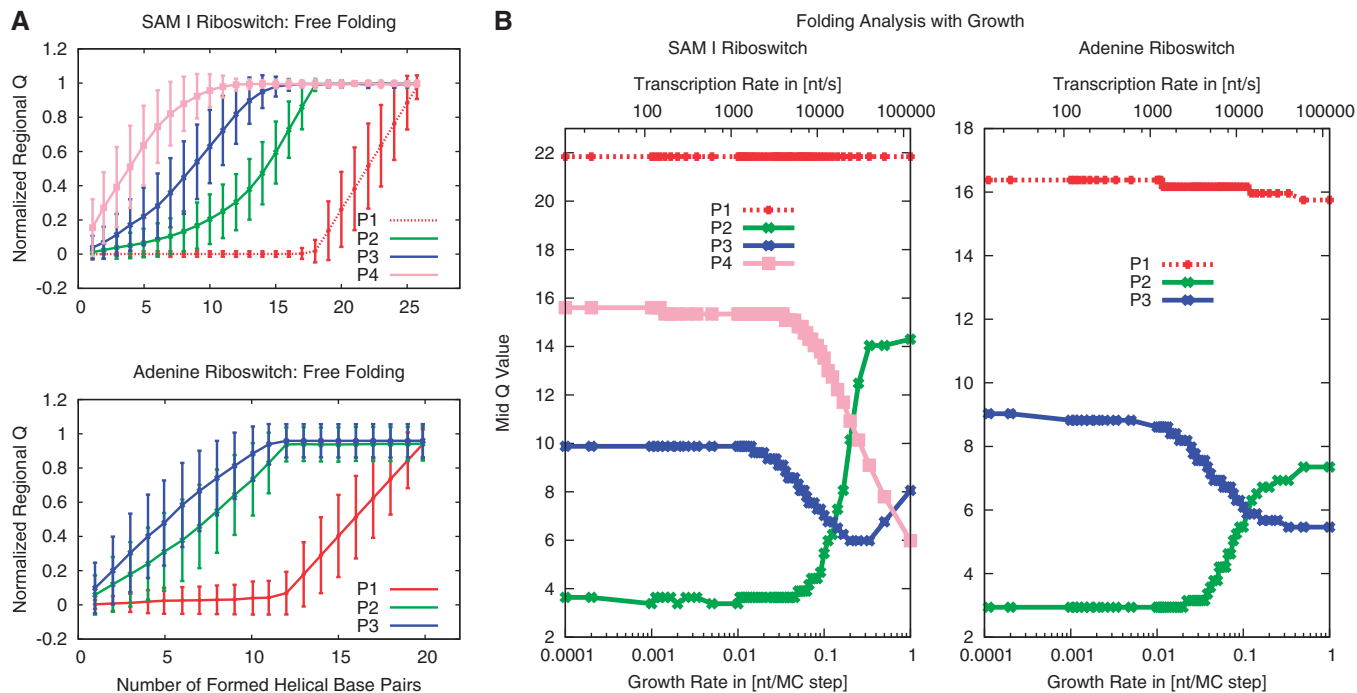 A
SAM I Riboswitch: Free Folding
Normalized Regional Q
1.2
1
0.8
0.6
0.4
0.2
0
-0.2
P1
P2
P3
P4
0 5 10 15 20 25
Adenine Riboswitch: Free Folding
Normalized Regional Q
1.2
1
0.8
0.6
0.4
0.2
0
-0.2
P1
P2
P3
0 5 10 15 20
Number of Formed Helical Base Pairs
B
Folding Analysis with Growth
SAM I Riboswitch
Transcription Rate in [nt/s]
100 1000 10000 100000
Mid Q Value
22
20
18
16
14
12
10
8
6
4
2
P1
P2
P3
P4
0.0001 0.001 0.01 0.1 1
Growth Rate in [nt/MC step]
Adenine Riboswitch
Transcription Rate in [nt/s]
100 1000 10000 100000
18
16
14
12
10
8
6
4
2
P1
P2
P3
0.0001 0.001 0.01 0.1 1
Growth Rate in [nt/MC step]